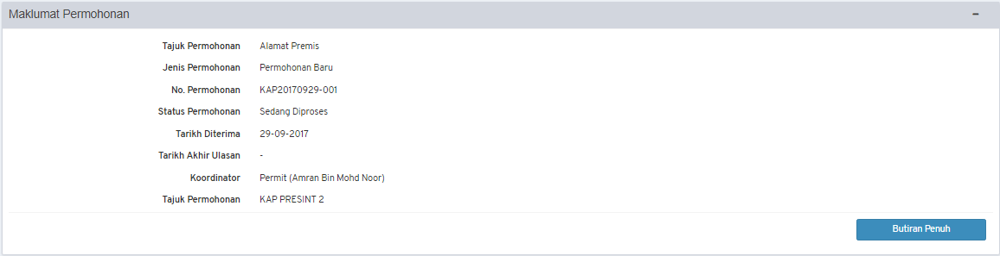 Maklumat Permohonan
Tajuk Permohonan Alamat Premis
Jenis Permohonan Permohonan Baru
No. Permohonan KAP20170929-001
Status Permohonan Sedang Diproses
Tarikh Diterima 29-09-2017
Tarikh Akhir Ulasan -
Koordinator Permit (Amran Bin Mohd Noor)
Tajuk Permohonan KAP PRESINT 2
Butiran Penuh